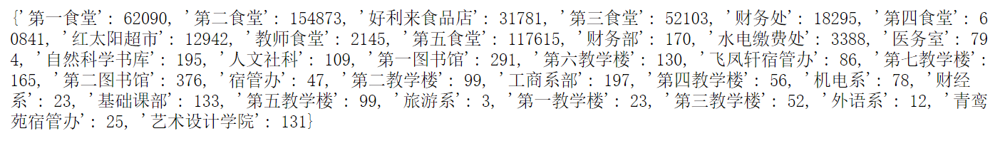 {'第一食堂': 62090, '第二食堂': 154873, '好利来食品店': 31781, '第三食堂': 52103, '财务处': 18295, '第四食堂': 6
0841, '红太阳超市': 12942, '教师食堂': 2145, '第五食堂': 117615, '财务部': 170, '水电缴费处': 3388, '医务室': 79
4, '自然科学书库': 195, '人文社科': 109, '第一图书馆': 291, '第六教学楼': 130, '飞凤轩宿管办': 86, '第七教学楼':
165, '第二图书馆': 376, '宿管办': 47, '第二教学楼': 99, '工商系部': 197, '第四教学楼': 56, '机电系': 78, '财经
系': 23, '基础课部': 133, '第五教学楼': 99, '旅游系': 3, '第一教学楼': 23, '第三教学楼': 52, '外语系': 12, '青鸾
苑宿管办': 25, '艺术设计学院': 131}